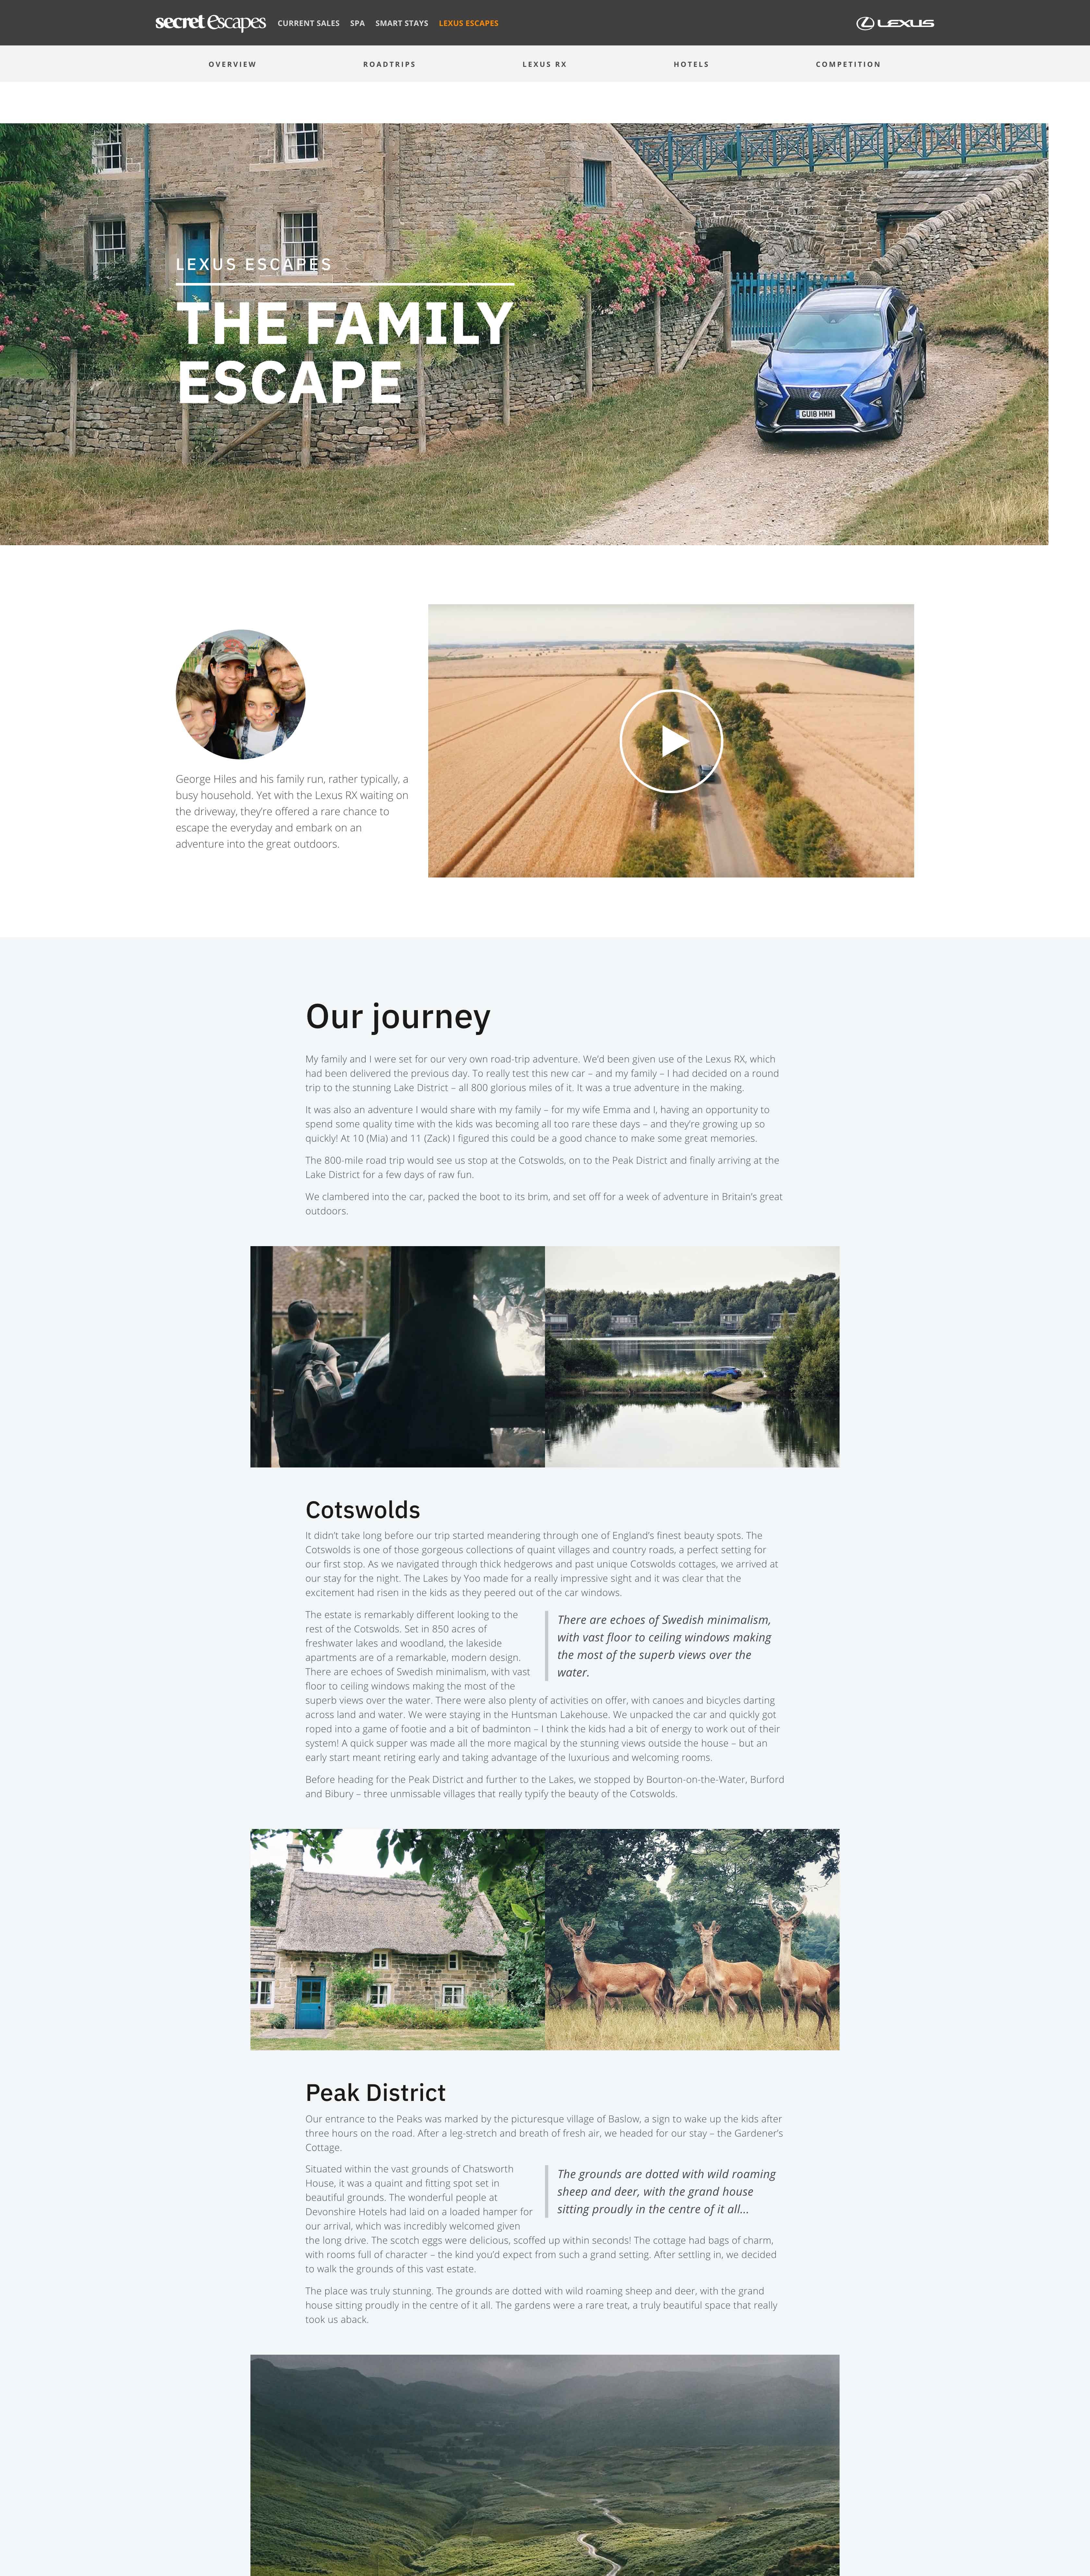 secret Escapes CURRENT SALES SPA SMART STAYS LEXUS ESCAPES LEXUS
OVERVIEW ROADTRIPS LEXUS RX HOTELS COMPETITION
LEXUS ESCAPES
THE FAMILY
ESCAPE
GU18 HMH
George Hiles and his family run, rather typically, a
busy household. Yet with the Lexus RX waiting on
the driveway, they're offered a rare chance to
escape the everyday and embark on an
adventure into the great outdoors.
Our journey
My family and I were set for our very own road-trip adventure. We'd been given use of the Lexus RX, which
had been delivered the previous day. To really test this new car – and my family – I had decided on a round
trip to the stunning Lake District – all 800 glorious miles of it. It was a true adventure in the making.
It was also an adventure I would share with my family – for my wife Emma and I, having an opportunity to
spend some quality time with the kids was becoming all too rare these days – and they're growing up so
quickly! At 10 (Mia) and 11 (Zack) I figured this could be a good chance to make some great memories.
The 800-mile road trip would see us stop at the Cotswolds, on to the Peak District and finally arriving at the
Lake District for a few days of raw fun.
We clambered into the car, packed the boot to its brim, and set off for a week of adventure in Britain's great
outdoors.
Cotswolds
It didn't take long before our trip started meandering through one of England's finest beauty spots. The
Cotswolds is one of those gorgeous collections of quaint villages and country roads, a perfect setting for
our first stop. As we navigated through thick hedgerows and past unique Cotswolds cottages, we arrived at
our stay for the night. The Lakes by Yoo made for a really impressive sight and it was clear that the
excitement had risen in the kids as they peered out of the car windows.
The estate is remarkably different looking to the
rest of the Cotswolds. Set in 850 acres of
freshwater lakes and woodland, the lakeside
apartments are of a remarkable, modern design.
There are echoes of Swedish minimalism, with vast
floor to ceiling windows making the most of the
superb views over the water. There were also plenty of activities on offer, with canoes and bicycles darting
across land and water. We were staying in the Huntsman Lakehouse. We unpacked the car and quickly got
roped into a game of footie and a bit of badminton – I think the kids had a bit of energy to work out of their
system! A quick supper was made all the more magical by the stunning views outside the house – but an
early start meant retiring early and taking advantage of the luxurious and welcoming rooms.
There are echoes of Swedish minimalism,
with vast floor to ceiling windows making
the most of the superb views over the
water.
Before heading for the Peak District and further to the Lakes, we stopped by Bourton-on-the-Water, Burford
and Bibury – three unmissable villages that really typify the beauty of the Cotswolds.
Peak District
Our entrance to the Peaks was marked by the picturesque village of Baslow, a sign to wake up the kids after
three hours on the road. After a leg-stretch and breath of fresh air, we headed for our stay – the Gardener's
Cottage.
Situated within the vast grounds of Chatsworth
House, it was a quaint and fitting spot set in
beautiful grounds. The wonderful people at
Devonshire Hotels had laid on a loaded hamper for
our arrival, which was incredibly welcomed given
the long drive. The scotch eggs were delicious, scoffed up within seconds! The cottage had bags of charm,
with rooms full of character – the kind you'd expect from such a grand setting. After settling in, we decided
to walk the grounds of this vast estate.
The grounds are dotted with wild roaming
sheep and deer, with the grand house
sitting proudly in the centre of it all...
The place was truly stunning. The grounds are dotted with wild roaming sheep and deer, with the grand
house sitting proudly in the centre of it all. The gardens were a rare treat, a truly beautiful space that really
took us aback.